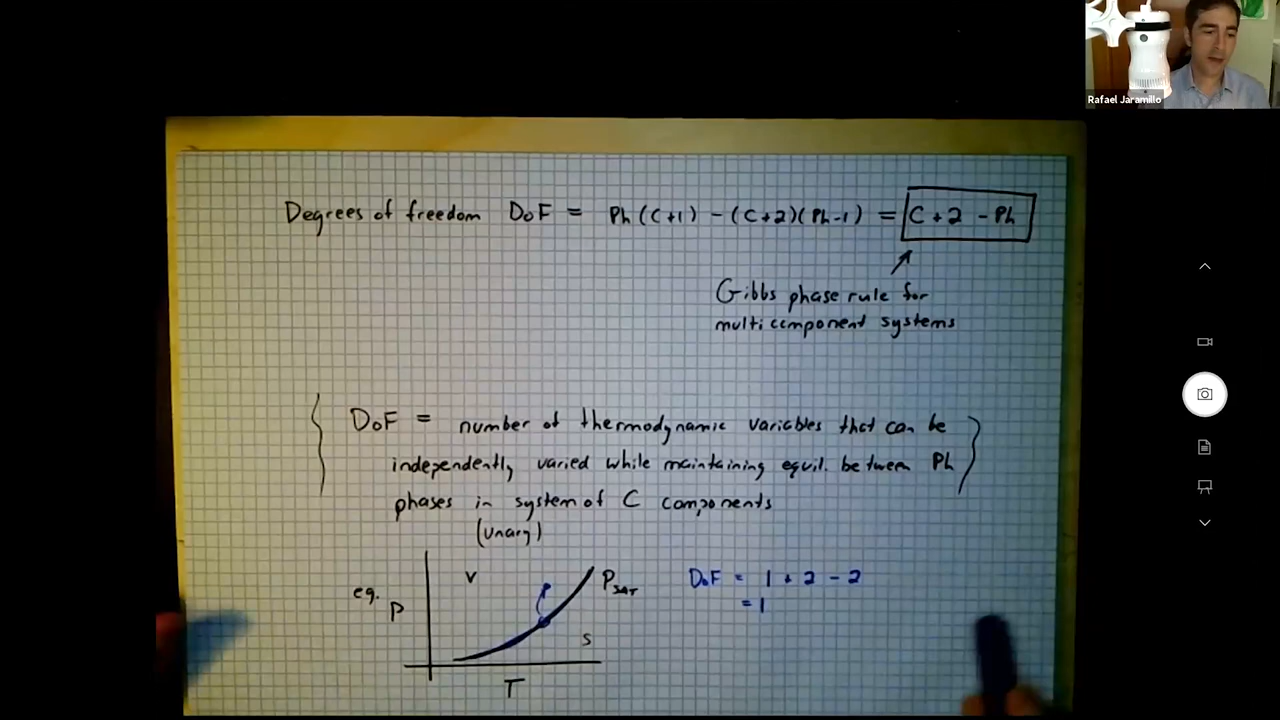 Rafael Jaramillo
Degrees of freedom DoF = Ph(C+1) - (C+2)(Ph-1) = C+2 - Ph
Gibbs phase rule for
multicomponent systems
DoF = number of thermodynamic variables that can be
independently varied while maintaining equil. between Ph
phases in system of C components
(unary)
eg. P V P_SAT S T
DoF = 1 + 2 - 2
= 1